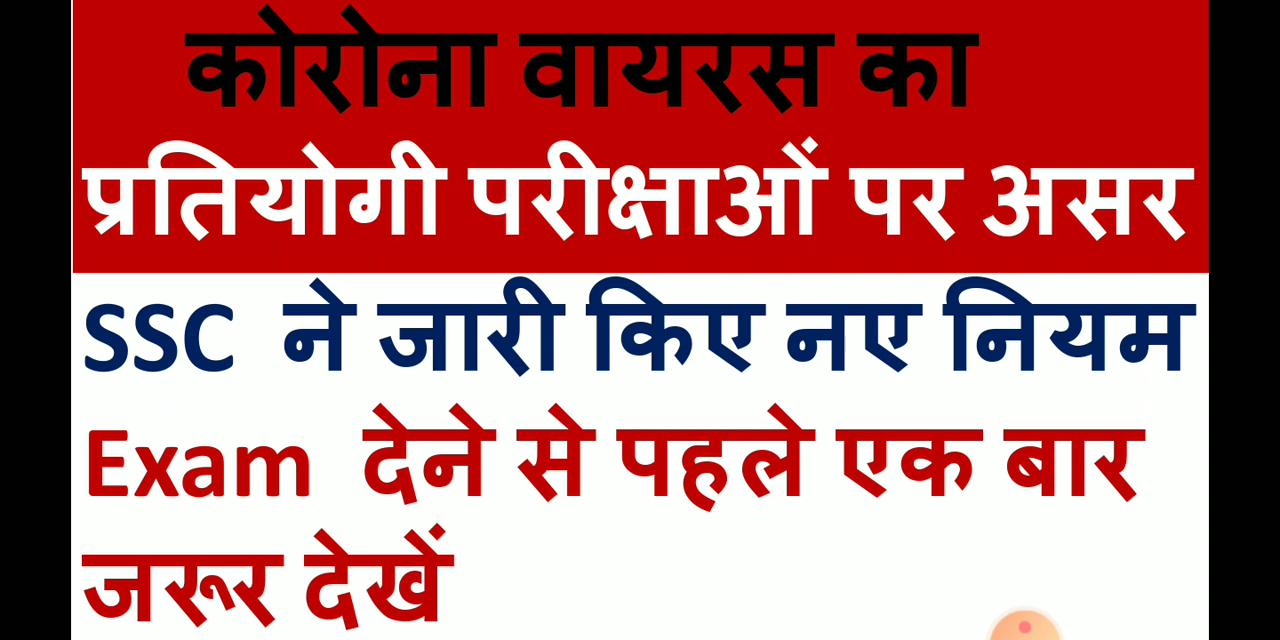 कोरोना वायरस का
प्रतियोगी परीक्षाओं पर असर
SSC ने जारी किए नए नियम
Exam देने से पहले एक बार
जरूर देखें